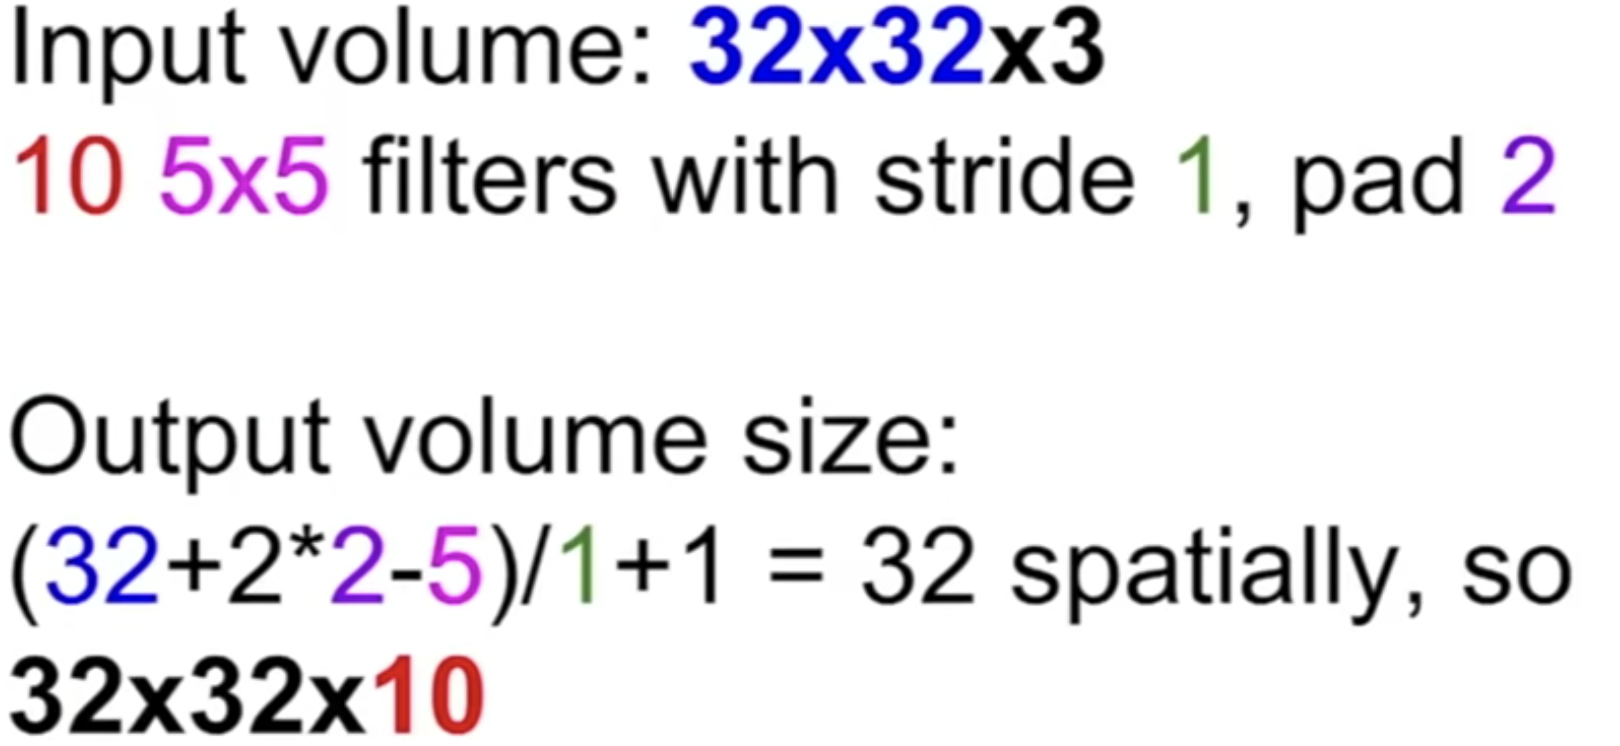 Input volume: 32x32x3
10 5x5 filters with stride 1, pad 2
Output volume size:
(32+2*2-5)/1+1 = 32 spatially, so
32x32x10